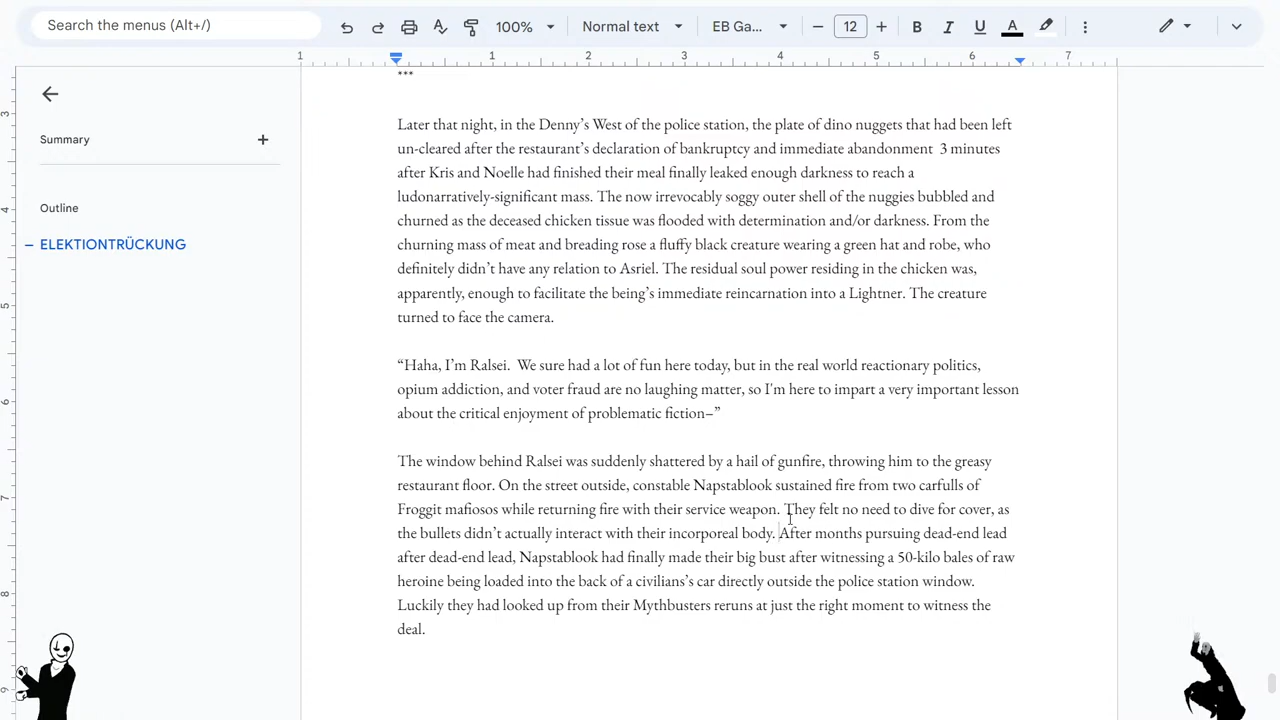 Search the menus (Alt+/)
100%
Normal text
EB Ga...
12
B I U A
1 1 2 3 4 5 6 7
3
4
5
6
7
8
9
Summary
Outline
ELEKTIONTRÜCKUNG
***
Later that night, in the Denny’s West of the police station, the plate of dino nuggets that had been left
un-cleared after the restaurant’s declaration of bankruptcy and immediate abandonment  3 minutes
after Kris and Noelle had finished their meal finally leaked enough darkness to reach a
ludonarratively-significant mass. The now irrevocably soggy outer shell of the nuggies bubbled and
churned as the deceased chicken tissue was flooded with determination and/or darkness. From the
churning mass of meat and breading rose a fluffy black creature wearing a green hat and robe, who
definitely didn’t have any relation to Asriel. The residual soul power residing in the chicken was,
apparently, enough to facilitate the being’s immediate reincarnation into a Lightner. The creature
turned to face the camera.
“Haha, I’m Ralsei.  We sure had a lot of fun here today, but in the real world reactionary politics,
opium addiction, and voter fraud are no laughing matter, so I'm here to impart a very important lesson
about the critical enjoyment of problematic fiction–”
The window behind Ralsei was suddenly shattered by a hail of gunfire, throwing him to the greasy
restaurant floor. On the street outside, constable Napstablook sustained fire from two carfulls of
Froggit mafiosos while returning fire with their service weapon. They felt no need to dive for cover, as
the bullets didn’t actually interact with their incorporeal body. After months pursuing dead-end lead
after dead-end lead, Napstablook had finally made their big bust after witnessing a 50-kilo bales of raw
heroine being loaded into the back of a civilians’s car directly outside the police station window.
Luckily they had looked up from their Mythbusters reruns at just the right moment to witness the
deal.